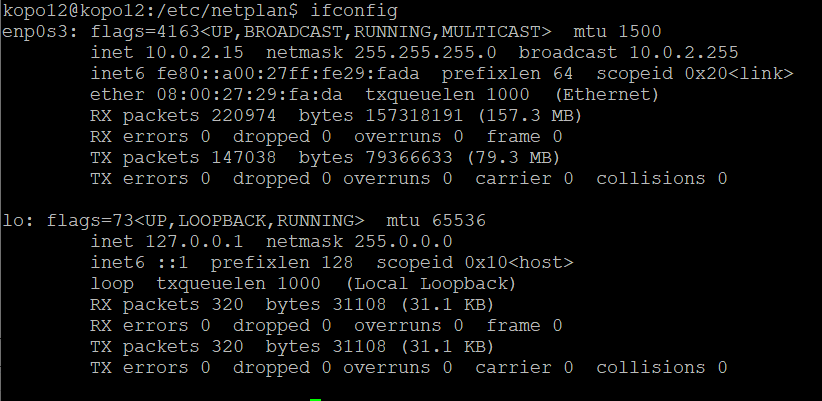 kopo12@kopo12:/etc/netplan$ ifconfig
enp0s3: flags=4163<UP,BROADCAST,RUNNING,MULTICAST>  mtu 1500
        inet 10.0.2.15  netmask 255.255.255.0  broadcast 10.0.2.255
        inet6 fe80::a00:27ff:fe29:fada  prefixlen 64  scopeid 0x20<link>
        ether 08:00:27:29:fa:da  txqueuelen 1000  (Ethernet)
        RX packets 220974  bytes 157318191 (157.3 MB)
        RX errors 0  dropped 0  overruns 0  frame 0
        TX packets 147038  bytes 79366633 (79.3 MB)
        TX errors 0  dropped 0 overruns 0  carrier 0  collisions 0

lo: flags=73<UP,LOOPBACK,RUNNING>  mtu 65536
        inet 127.0.0.1  netmask 255.0.0.0
        inet6 ::1  prefixlen 128  scopeid 0x10<host>
        loop  txqueuelen 1000  (Local Loopback)
        RX packets 320  bytes 31108 (31.1 KB)
        RX errors 0  dropped 0  overruns 0  frame 0
        TX packets 320  bytes 31108 (31.1 KB)
        TX errors 0  dropped 0 overruns 0  carrier 0  collisions 0